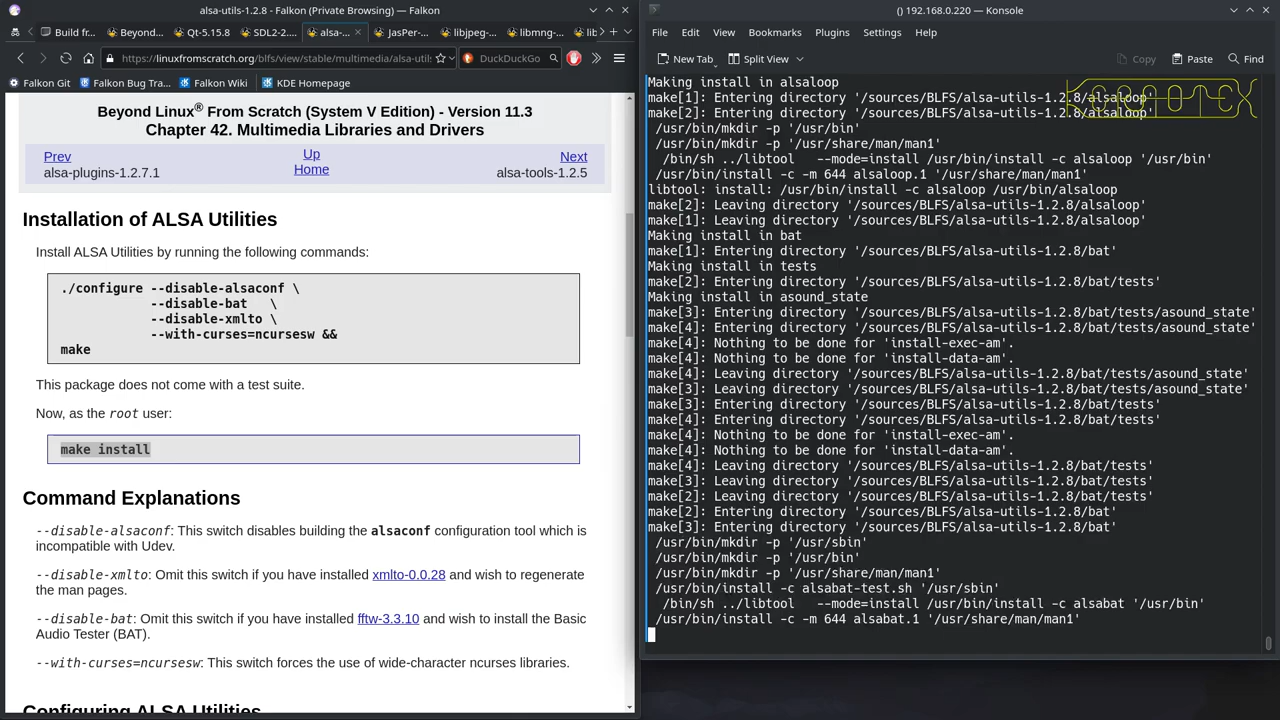 alsa-utils-1.2.8 - Falkon (Private Browsing) — Falkon
Build fr...
Beyond...
Qt-5.15.8
SDL2-2....
alsa-...
JasPer-...
libjpeg-...
libmng-...
lib
https://linuxfromscratch.org/blfs/view/stable/multimedia/alsa-util:
DuckDuckGo
Falkon Git
Falkon Bug Tra...
Falkon Wiki
KDE Homepage
Beyond Linux® From Scratch (System V Edition) - Version 11.3
Chapter 42. Multimedia Libraries and Drivers
Prev
Up
Next
alsa-plugins-1.2.7.1
Home
alsa-tools-1.2.5
Installation of ALSA Utilities
Install ALSA Utilities by running the following commands:
./configure --disable-alsaconf \
--disable-bat \
--disable-xmlto \
--with-curses=ncursesw &&
make
This package does not come with a test suite.
Now, as the root user:
make install
Command Explanations
--disable-alsaconf: This switch disables building the alsaconf configuration tool which is
incompatible with Udev.
--disable-xmlto: Omit this switch if you have installed xmlto-0.0.28 and wish to regenerate
the man pages.
--disable-bat: Omit this switch if you have installed fftw-3.3.10 and wish to install the Basic
Audio Tester (BAT).
--with-curses=ncursesw: This switch forces the use of wide-character ncurses libraries.
Configuring ALSA Utilities
() 192.168.0.220 — Konsole
File Edit View Bookmarks Plugins Settings Help
New Tab
Split View
Copy
Paste
Find
Making install in alsaloop
make[1]: Entering directory '/sources/BLFS/alsa-utils-1.2.8/alsaloop'
make[2]: Entering directory '/sources/BLFS/alsa-utils-1.2.8/alsaloop'
/usr/bin/mkdir -p '/usr/bin'
/usr/bin/mkdir -p '/usr/share/man/man1'
/bin/sh ../libtool --mode=install /usr/bin/install -c alsaloop '/usr/bin'
/usr/bin/install -c -m 644 alsaloop.1 '/usr/share/man/man1'
libtool: install: /usr/bin/install -c alsaloop /usr/bin/alsaloop
make[2]: Leaving directory '/sources/BLFS/alsa-utils-1.2.8/alsaloop'
make[1]: Leaving directory '/sources/BLFS/alsa-utils-1.2.8/alsaloop'
Making install in bat
make[1]: Entering directory '/sources/BLFS/alsa-utils-1.2.8/bat'
Making install in tests
make[2]: Entering directory '/sources/BLFS/alsa-utils-1.2.8/bat/tests'
Making install in asound_state
make[3]: Entering directory '/sources/BLFS/alsa-utils-1.2.8/bat/tests/asound_state'
make[4]: Entering directory '/sources/BLFS/alsa-utils-1.2.8/bat/tests/asound_state'
make[4]: Nothing to be done for 'install-exec-am'.
make[4]: Nothing to be done for 'install-data-am'.
make[4]: Leaving directory '/sources/BLFS/alsa-utils-1.2.8/bat/tests/asound_state'
make[3]: Leaving directory '/sources/BLFS/alsa-utils-1.2.8/bat/tests/asound_state'
make[3]: Entering directory '/sources/BLFS/alsa-utils-1.2.8/bat/tests'
make[4]: Entering directory '/sources/BLFS/alsa-utils-1.2.8/bat/tests'
make[4]: Nothing to be done for 'install-exec-am'.
make[4]: Nothing to be done for 'install-data-am'.
make[4]: Leaving directory '/sources/BLFS/alsa-utils-1.2.8/bat/tests'
make[3]: Leaving directory '/sources/BLFS/alsa-utils-1.2.8/bat/tests'
make[2]: Leaving directory '/sources/BLFS/alsa-utils-1.2.8/bat/tests'
make[2]: Entering directory '/sources/BLFS/alsa-utils-1.2.8/bat'
make[3]: Entering directory '/sources/BLFS/alsa-utils-1.2.8/bat'
/usr/bin/mkdir -p '/usr/sbin'
/usr/bin/mkdir -p '/usr/bin'
/usr/bin/mkdir -p '/usr/share/man/man1'
/usr/bin/install -c alsabat-test.sh '/usr/sbin'
/bin/sh ../libtool --mode=install /usr/bin/install -c alsabat '/usr/bin'
/usr/bin/install -c -m 644 alsabat.1 '/usr/share/man/man1'